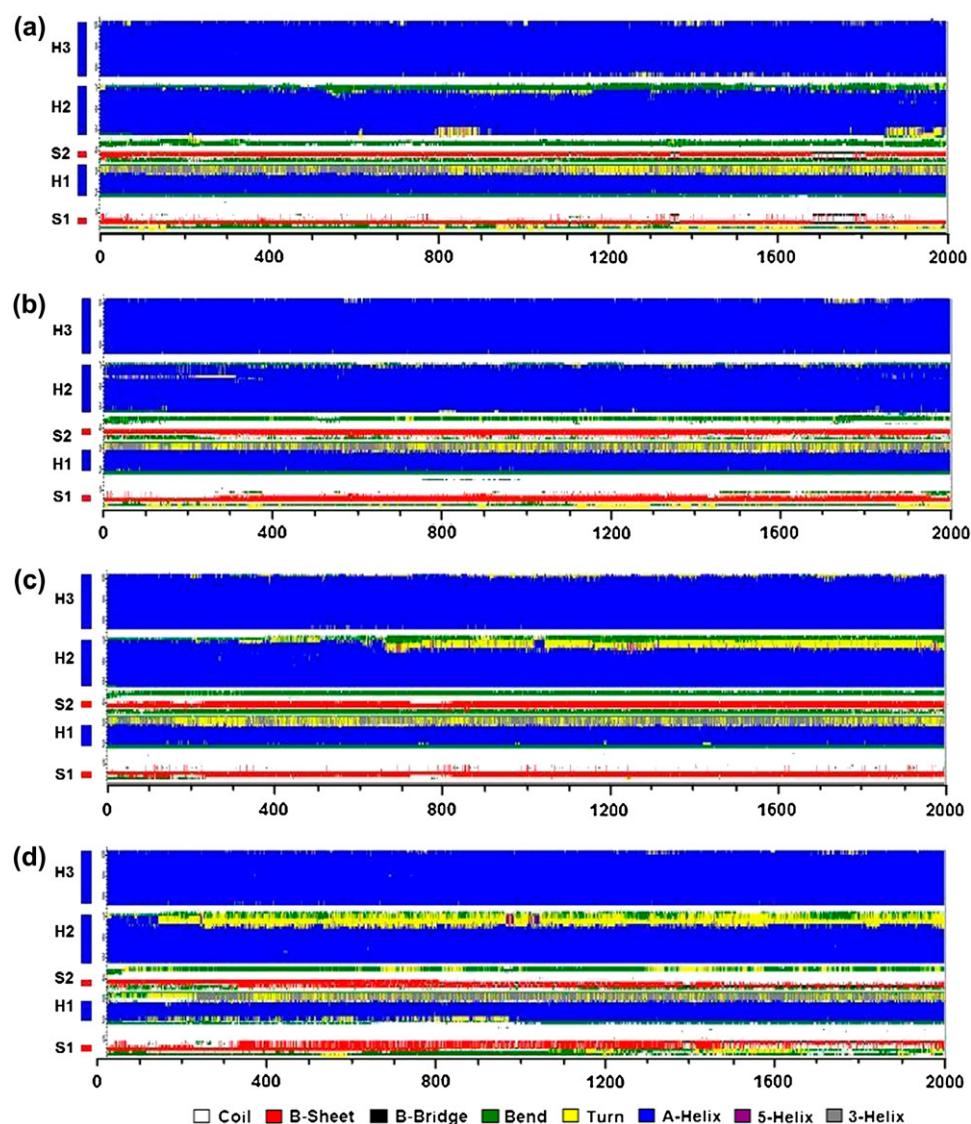 (a)
H3
H2
S2
H1
S1
0 400 800 1200 1600 2000
(b)
H3
H2
S2
H1
S1
0 400 800 1200 1600 2000
(c)
H3
H2
S2
H1
S1
0 400 800 1200 1600 2000
(d)
H3
H2
S2
H1
S1
0 400 800 1200 1600 2000
Coil B-Sheet B-Bridge Bend Turn A-Helix 5-Helix 3-Helix